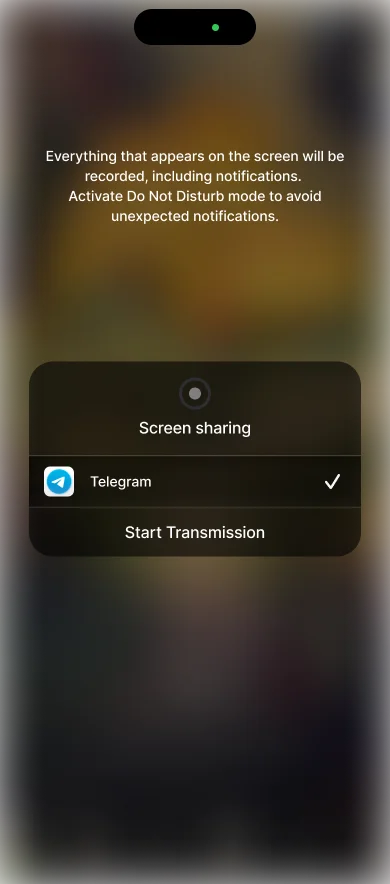 Everything that appears on the screen will be
recorded, including notifications.
Activate Do Not Disturb mode to avoid
unexpected notifications.
Screen sharing
Telegram
Start Transmission